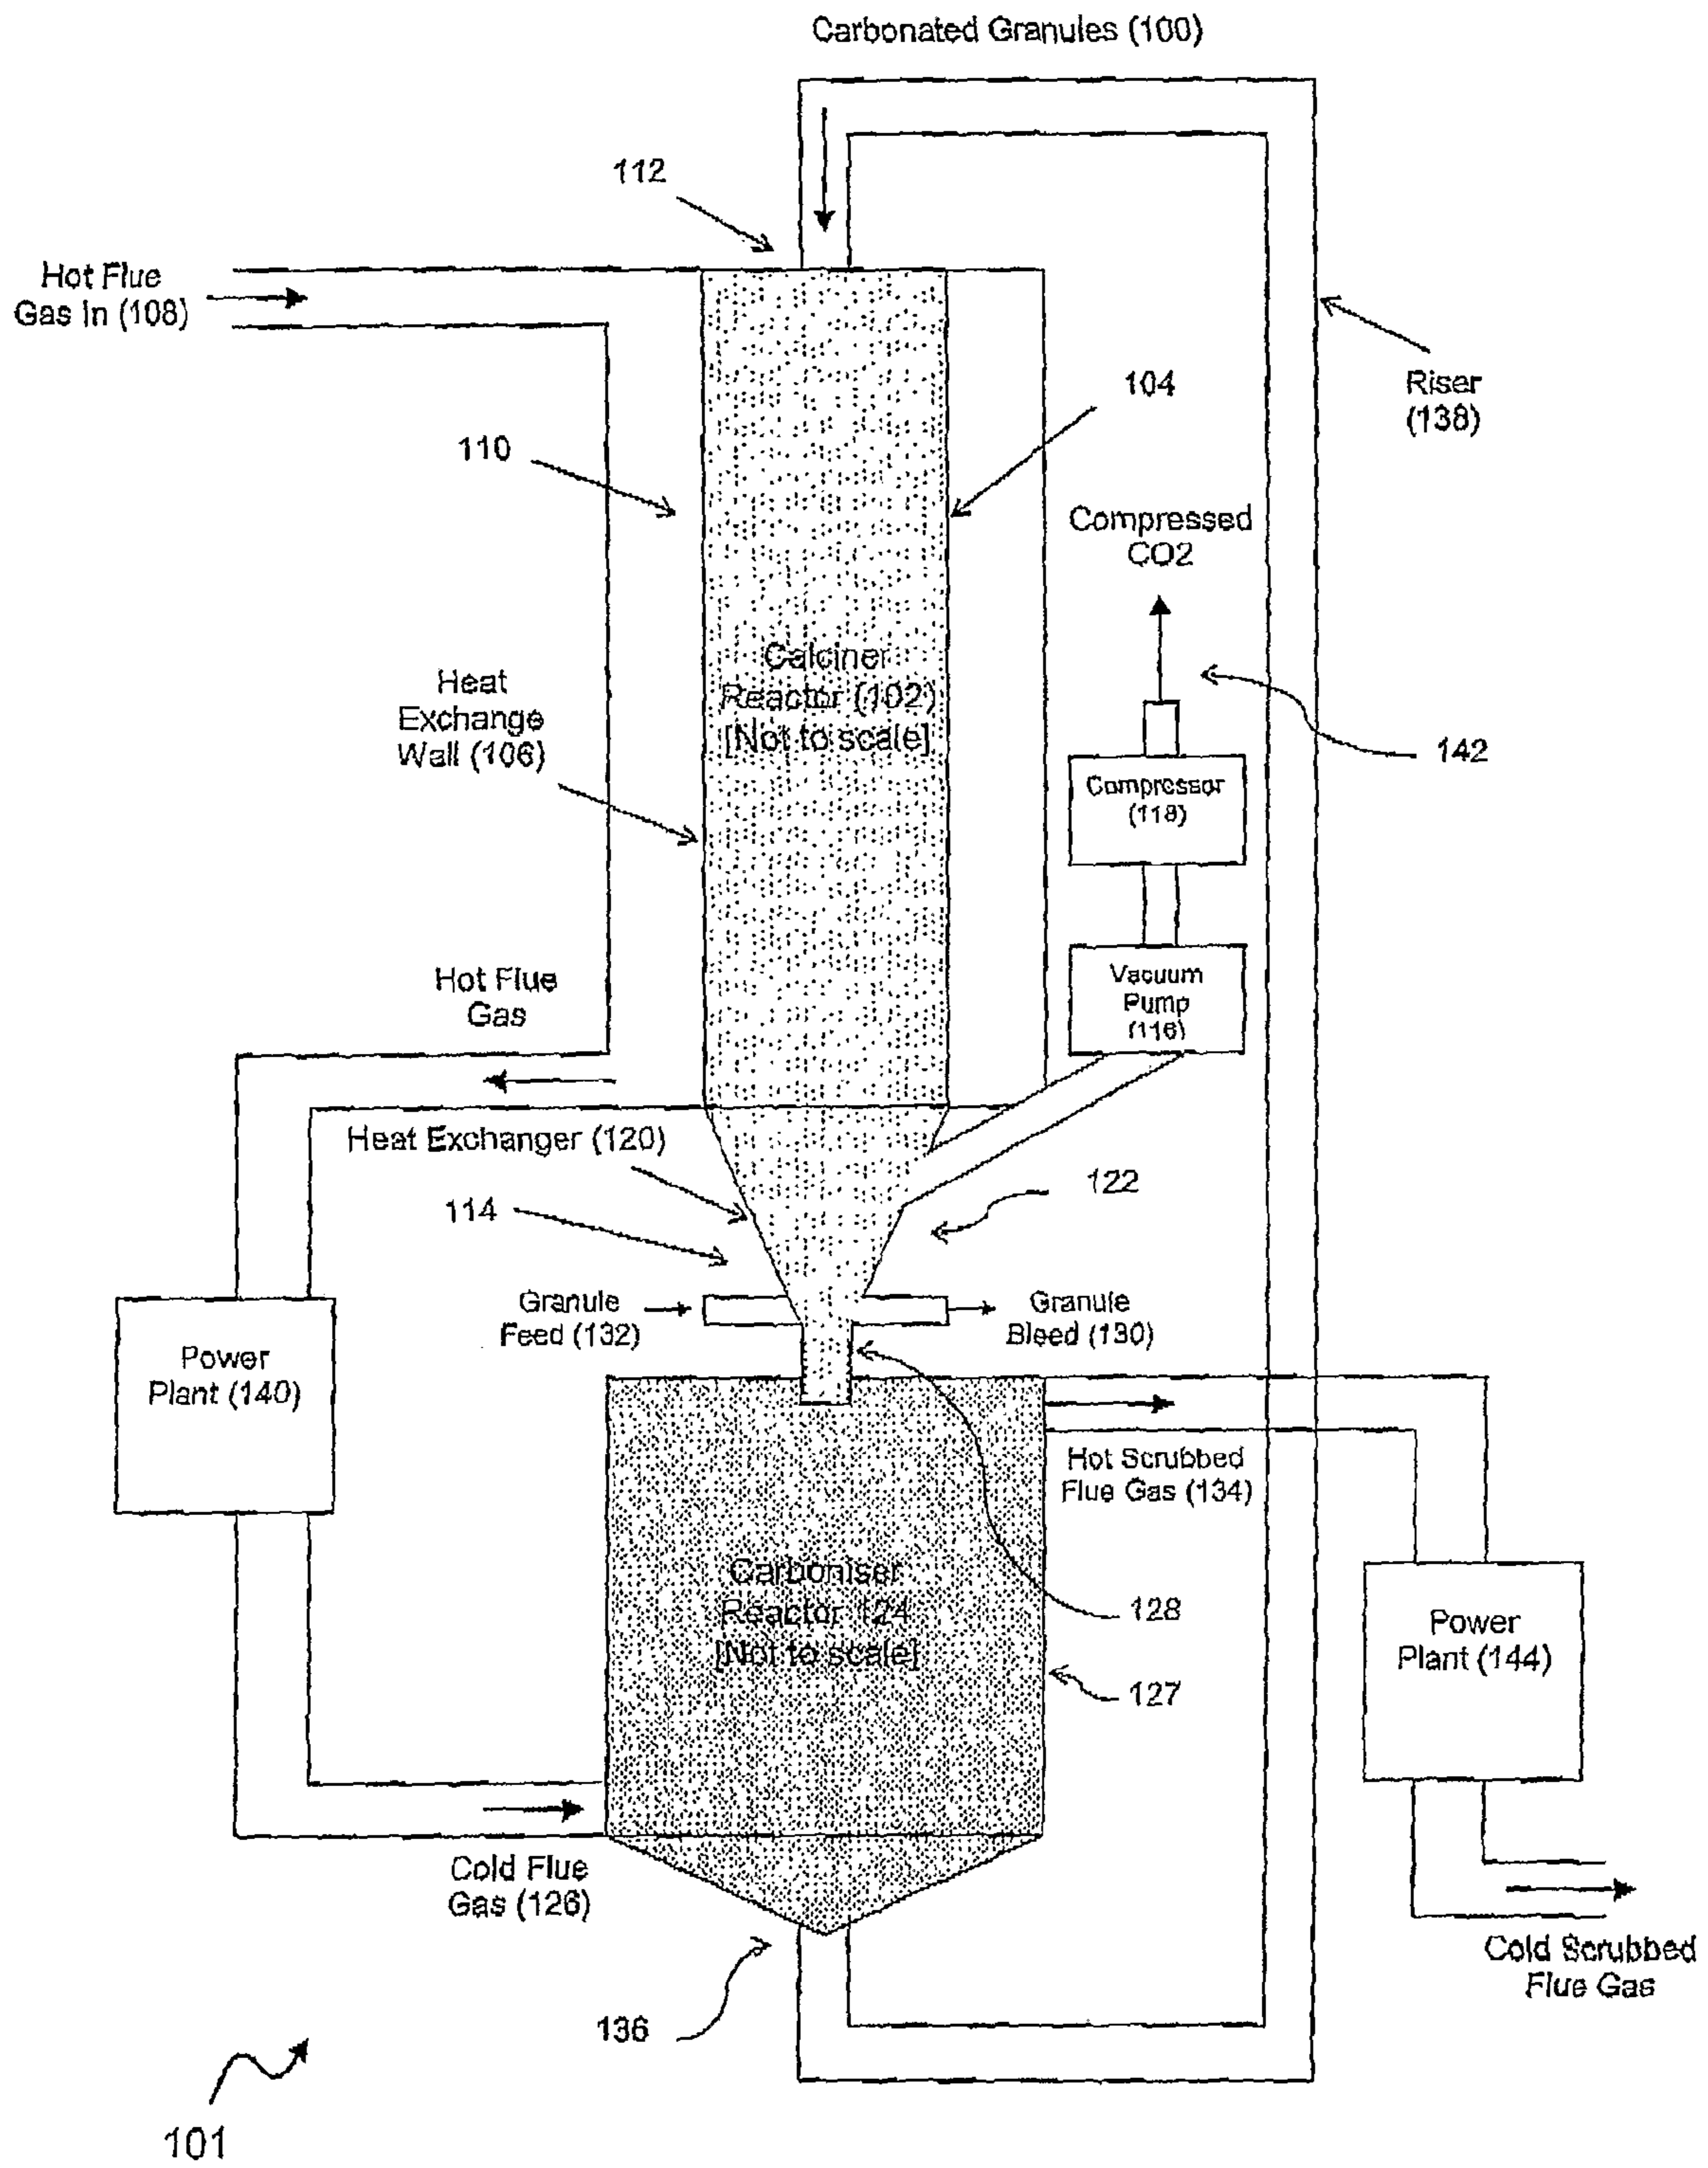 Carbonated Granules (100)
112
Hot Flue
Gas In (108)
104
Riser
(138)
110
Compressed
CO2
Calciner
Reactor (102)
[Not to scale]
Heat
Exchange
Wall (106)
142
Compressor
(118)
Vacuum
Pump
(116)
Hot Flue
Gas
Heat Exchanger (120)
122
114
Granule
Feed (132)
Granule
Bleed (130)
Power
Plant (140)
Hot Scrubbed
Flue Gas (134)
Carboniser
Reactor 124
[Not to scale]
128
Power
Plant (144)
127
Cold Flue
Gas (126)
Cold Scrubbed
Flue Gas
136
101